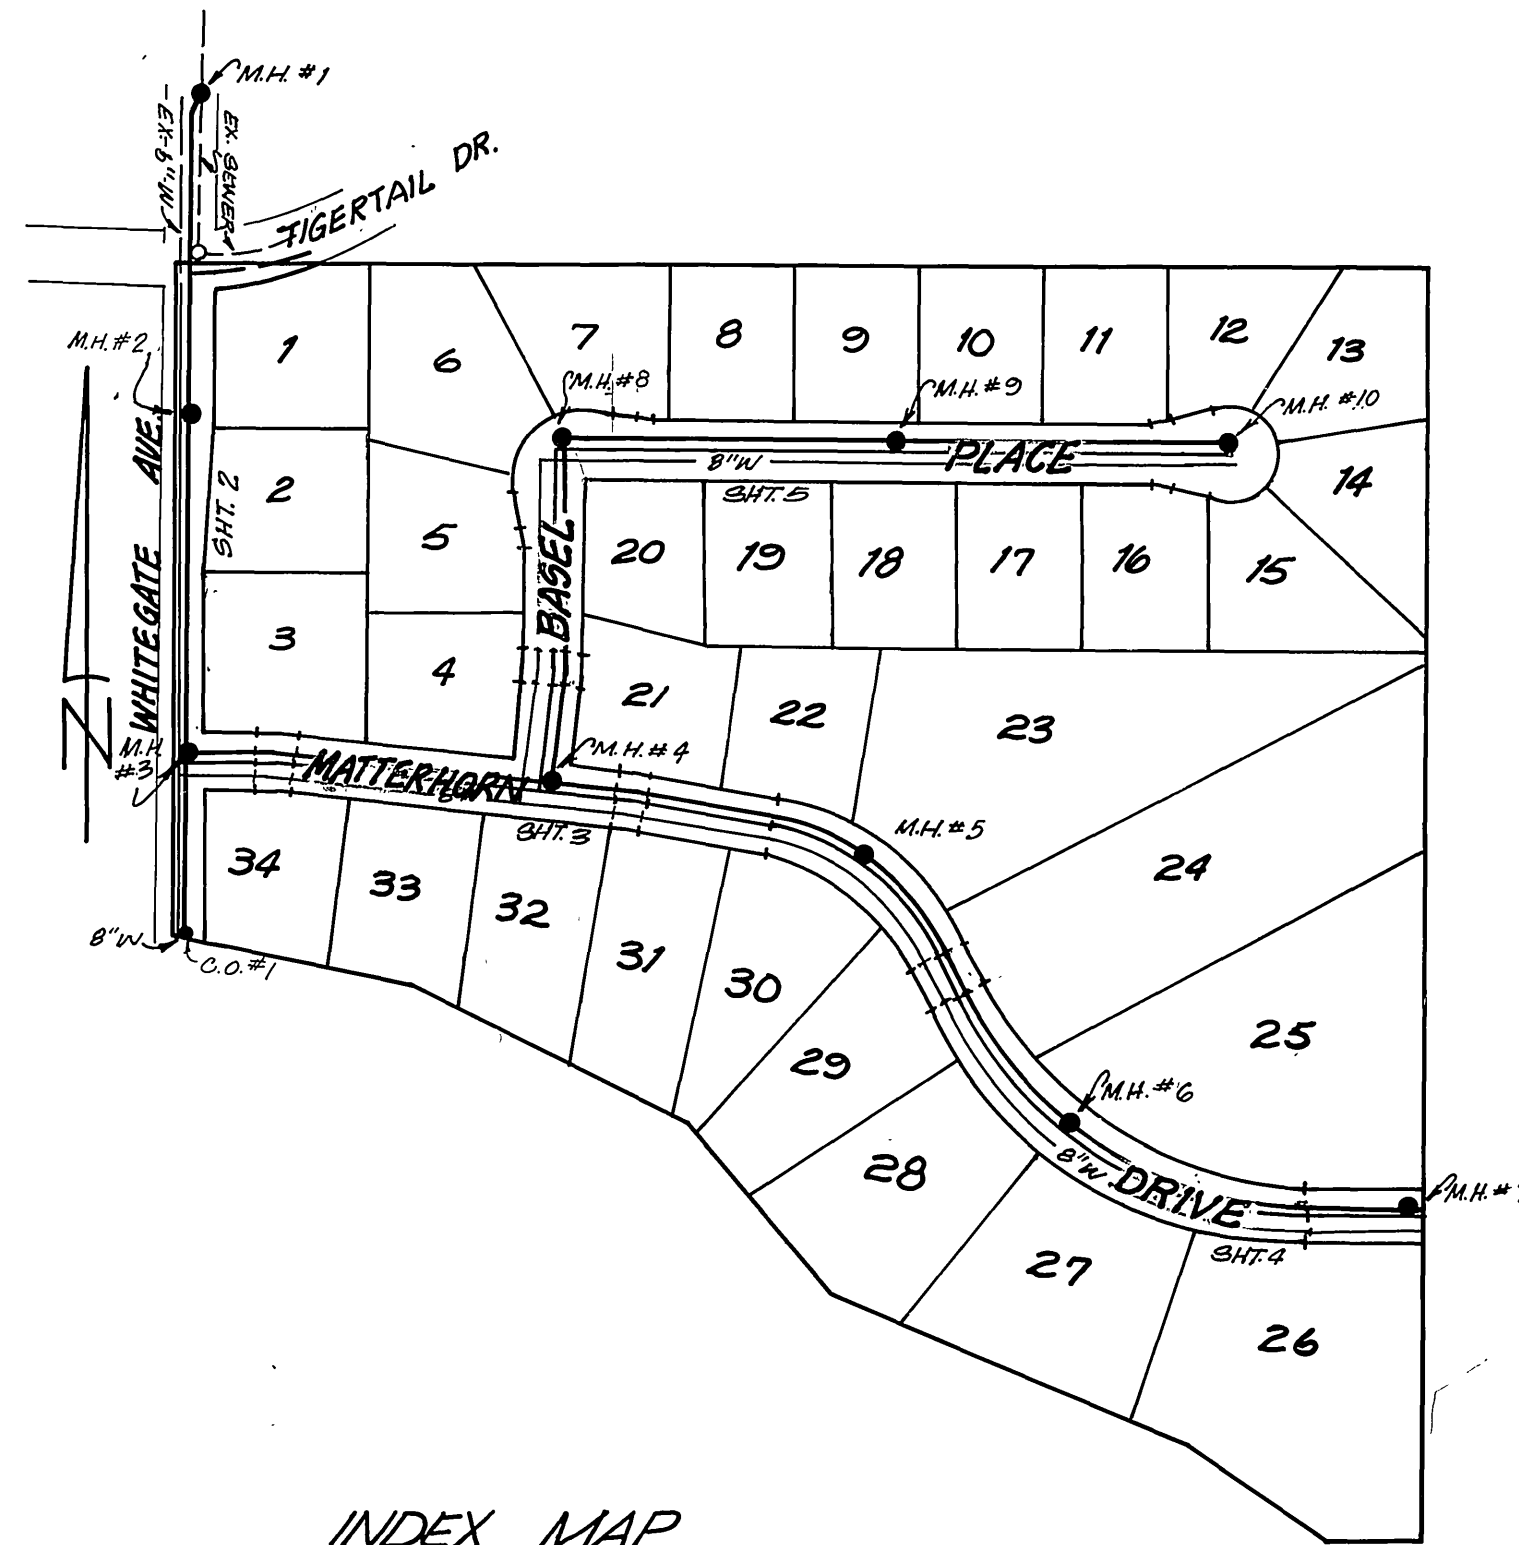 M.H. #1
EX. 8"W
EX. SEWER
TIGERTAIL DR.
M.H. #2
1
6
7
8
9
10
11
12
13
M.H. #8
M.H. #9
M.H. #10
WHITEGATE AVE.
SHT. 2
2
5
8"W
PLACE
SHT. 5
14
BASEL
20
19
18
17
16
15
3
4
21
22
23
N
M.H. #3
MATTERHORN
M.H. #4
SHT. 3
M.H. #5
34
33
32
31
30
24
8"W
C.O. #1
29
25
M.H. #6
28
8"W
DRIVE
M.H. #
SHT. 4
27
26
INDEX MAP